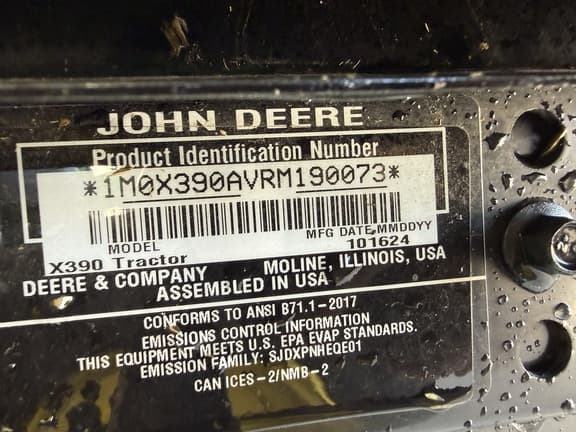 JOHN DEERE
Product Identification Number
*1M0X390AVRM190073*
MODEL MFG DATE MMDDYY
X390 Tractor 101624
DEERE & COMPANY MOLINE, ILLINOIS, USA
ASSEMBLED IN USA
CONFORMS TO ANSI B71.1-2017
EMISSIONS CONTROL INFORMATION
THIS EQUIPMENT MEETS U.S. EPA EVAP STANDARDS.
EMISSION FAMILY: SJDXPNHEQE01
CAN ICES-2/NMB-2